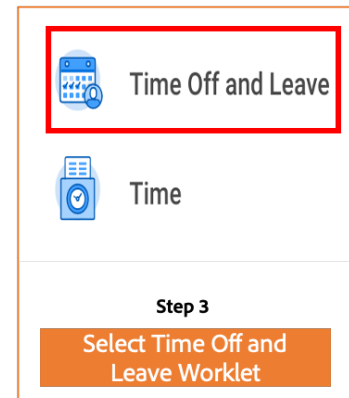 Time Off and Leave
Time
Step 3
Select Time Off and
Leave Worklet